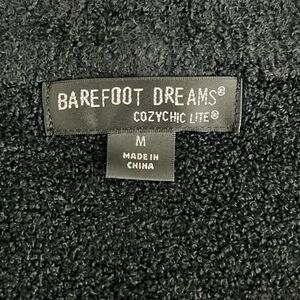 BAREFOOT DREAMS®
COZYCHIC LITE®
M
MADE IN
CHINA